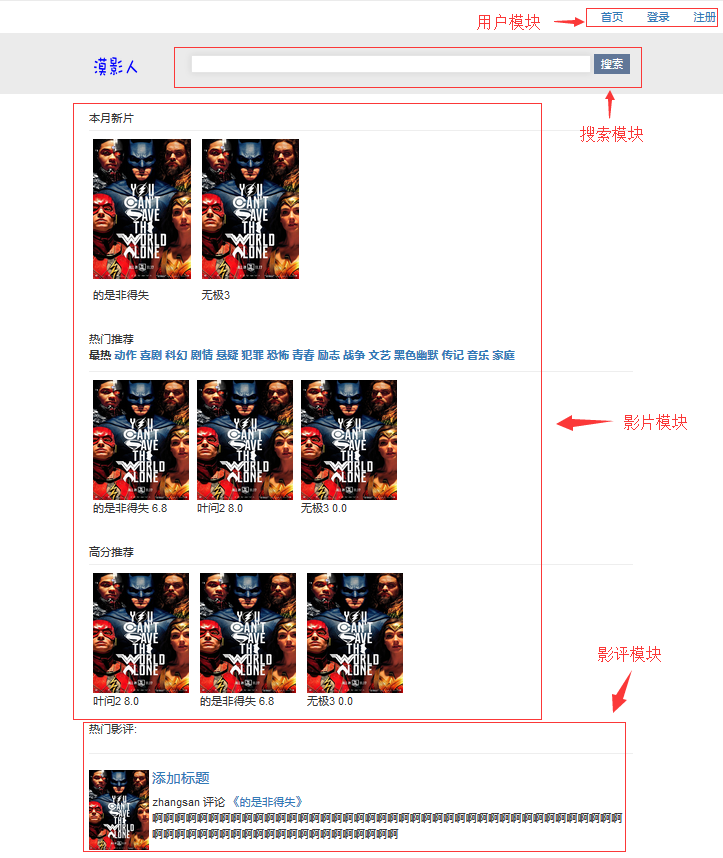 用户模块
首页 登录 注册
漠影人
搜索
搜索模块
本月新片
YOU CAN'T SAVE THE WORLD ALONE
YOU CAN'T SAVE THE WORLD ALONE
的是非得失 无极3
热门推荐
最热 动作 喜剧 科幻 剧情 悬疑 犯罪 恐怖 青春 励志 战争 文艺 黑色幽默 传记 音乐 家庭
YOU CAN'T SAVE THE WORLD ALONE
YOU CAN'T SAVE THE WORLD ALONE
YOU CAN'T SAVE THE WORLD ALONE
影片模块
的是非得失 6.8 叶问2 8.0 无极3 0.0
高分推荐
YOU CAN'T SAVE THE WORLD ALONE
YOU CAN'T SAVE THE WORLD ALONE
YOU CAN'T SAVE THE WORLD ALONE
影评模块
叶问2 8.0 的是非得失 6.8 无极3 0.0
热门影评:
添加标题
zhangsan 评论 《的是非得失》
啊啊啊啊啊啊啊啊啊啊啊啊啊啊啊啊啊啊啊啊啊啊啊啊啊啊啊啊啊啊啊啊啊啊啊啊啊啊啊啊啊啊
啊啊啊啊啊啊啊啊啊啊啊啊啊啊啊啊啊啊啊啊啊啊